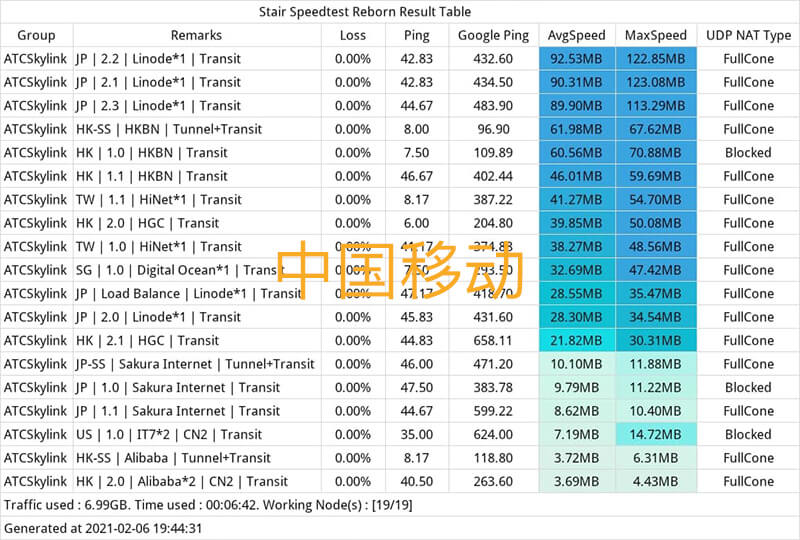 Stair Speedtest Reborn Result Table
Group Remarks Loss Ping Google Ping AvgSpeed MaxSpeed UDP NAT Type
ATCSkylink JP | 2.2 | Linode*1 | Transit 0.00% 42.83 432.60 92.53MB 122.85MB FullCone
ATCSkylink JP | 2.1 | Linode*1 | Transit 0.00% 42.83 434.50 90.31MB 123.08MB FullCone
ATCSkylink JP | 2.3 | Linode*1 | Transit 0.00% 44.67 483.90 89.90MB 113.29MB FullCone
ATCSkylink HK-SS | HKBN | Tunnel+Transit 0.00% 8.00 96.90 61.98MB 67.62MB FullCone
ATCSkylink HK | 1.0 | HKBN | Transit 0.00% 7.50 109.89 60.56MB 70.88MB Blocked
ATCSkylink HK | 1.1 | HKBN | Transit 0.00% 46.67 402.44 46.01MB 59.69MB FullCone
ATCSkylink TW | 1.1 | HiNet*1 | Transit 0.00% 8.17 387.22 41.27MB 54.70MB FullCone
ATCSkylink HK | 2.0 | HGC | Transit 0.00% 6.00 204.80 39.85MB 50.08MB FullCone
ATCSkylink TW | 1.0 | HiNet*1 | Transit 0.00% 41.17 374.88 38.27MB 48.56MB FullCone
中国移动
ATCSkylink SG | 1.0 | Digital Ocean*1 | Transit 0.00% 7.50 293.50 32.69MB 47.42MB FullCone
ATCSkylink JP | Load Balance | Linode*1 | Transit 0.00% 47.17 418.70 28.55MB 35.47MB FullCone
ATCSkylink JP | 2.0 | Linode*1 | Transit 0.00% 45.83 431.60 28.30MB 34.54MB FullCone
ATCSkylink HK | 2.1 | HGC | Transit 0.00% 44.83 658.11 21.82MB 30.31MB FullCone
ATCSkylink JP-SS | Sakura Internet | Tunnel+Transit 0.00% 46.00 471.20 10.10MB 11.88MB FullCone
ATCSkylink JP | 1.0 | Sakura Internet | Transit 0.00% 47.50 383.78 9.79MB 11.22MB Blocked
ATCSkylink JP | 1.1 | Sakura Internet | Transit 0.00% 44.67 599.22 8.62MB 10.40MB FullCone
ATCSkylink US | 1.0 | IT7*2 | CN2 | Transit 0.00% 35.00 624.00 7.19MB 14.72MB Blocked
ATCSkylink HK-SS | Alibaba | Tunnel+Transit 0.00% 8.17 118.80 3.72MB 6.31MB FullCone
ATCSkylink HK | 2.0 | Alibaba*2 | CN2 | Transit 0.00% 40.50 263.60 3.69MB 4.43MB FullCone
Traffic used : 6.99GB. Time used : 00:06:42. Working Node(s) : [19/19]
Generated at 2021-02-06 19:44:31